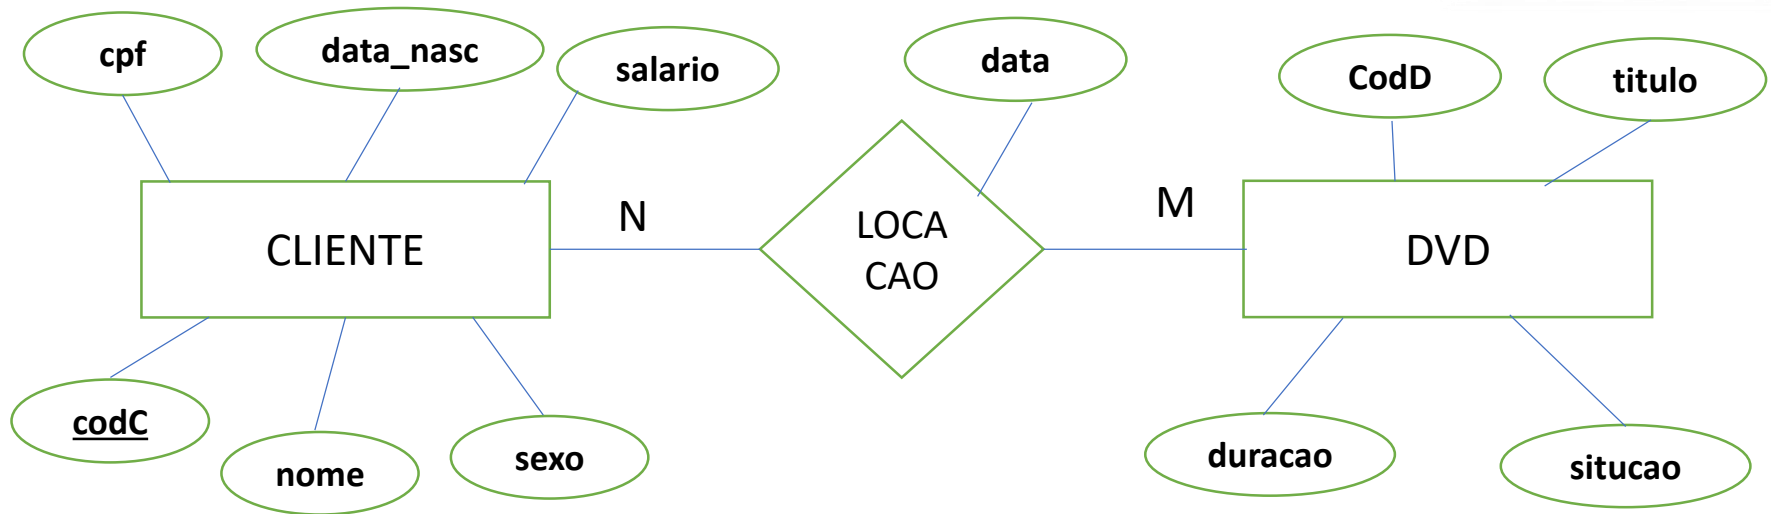 cpf
data_nasc
salario
data
CodD
titulo
CLIENTE
N
LOCA
CAO
M
DVD
codC
nome
sexo
duracao
situcao